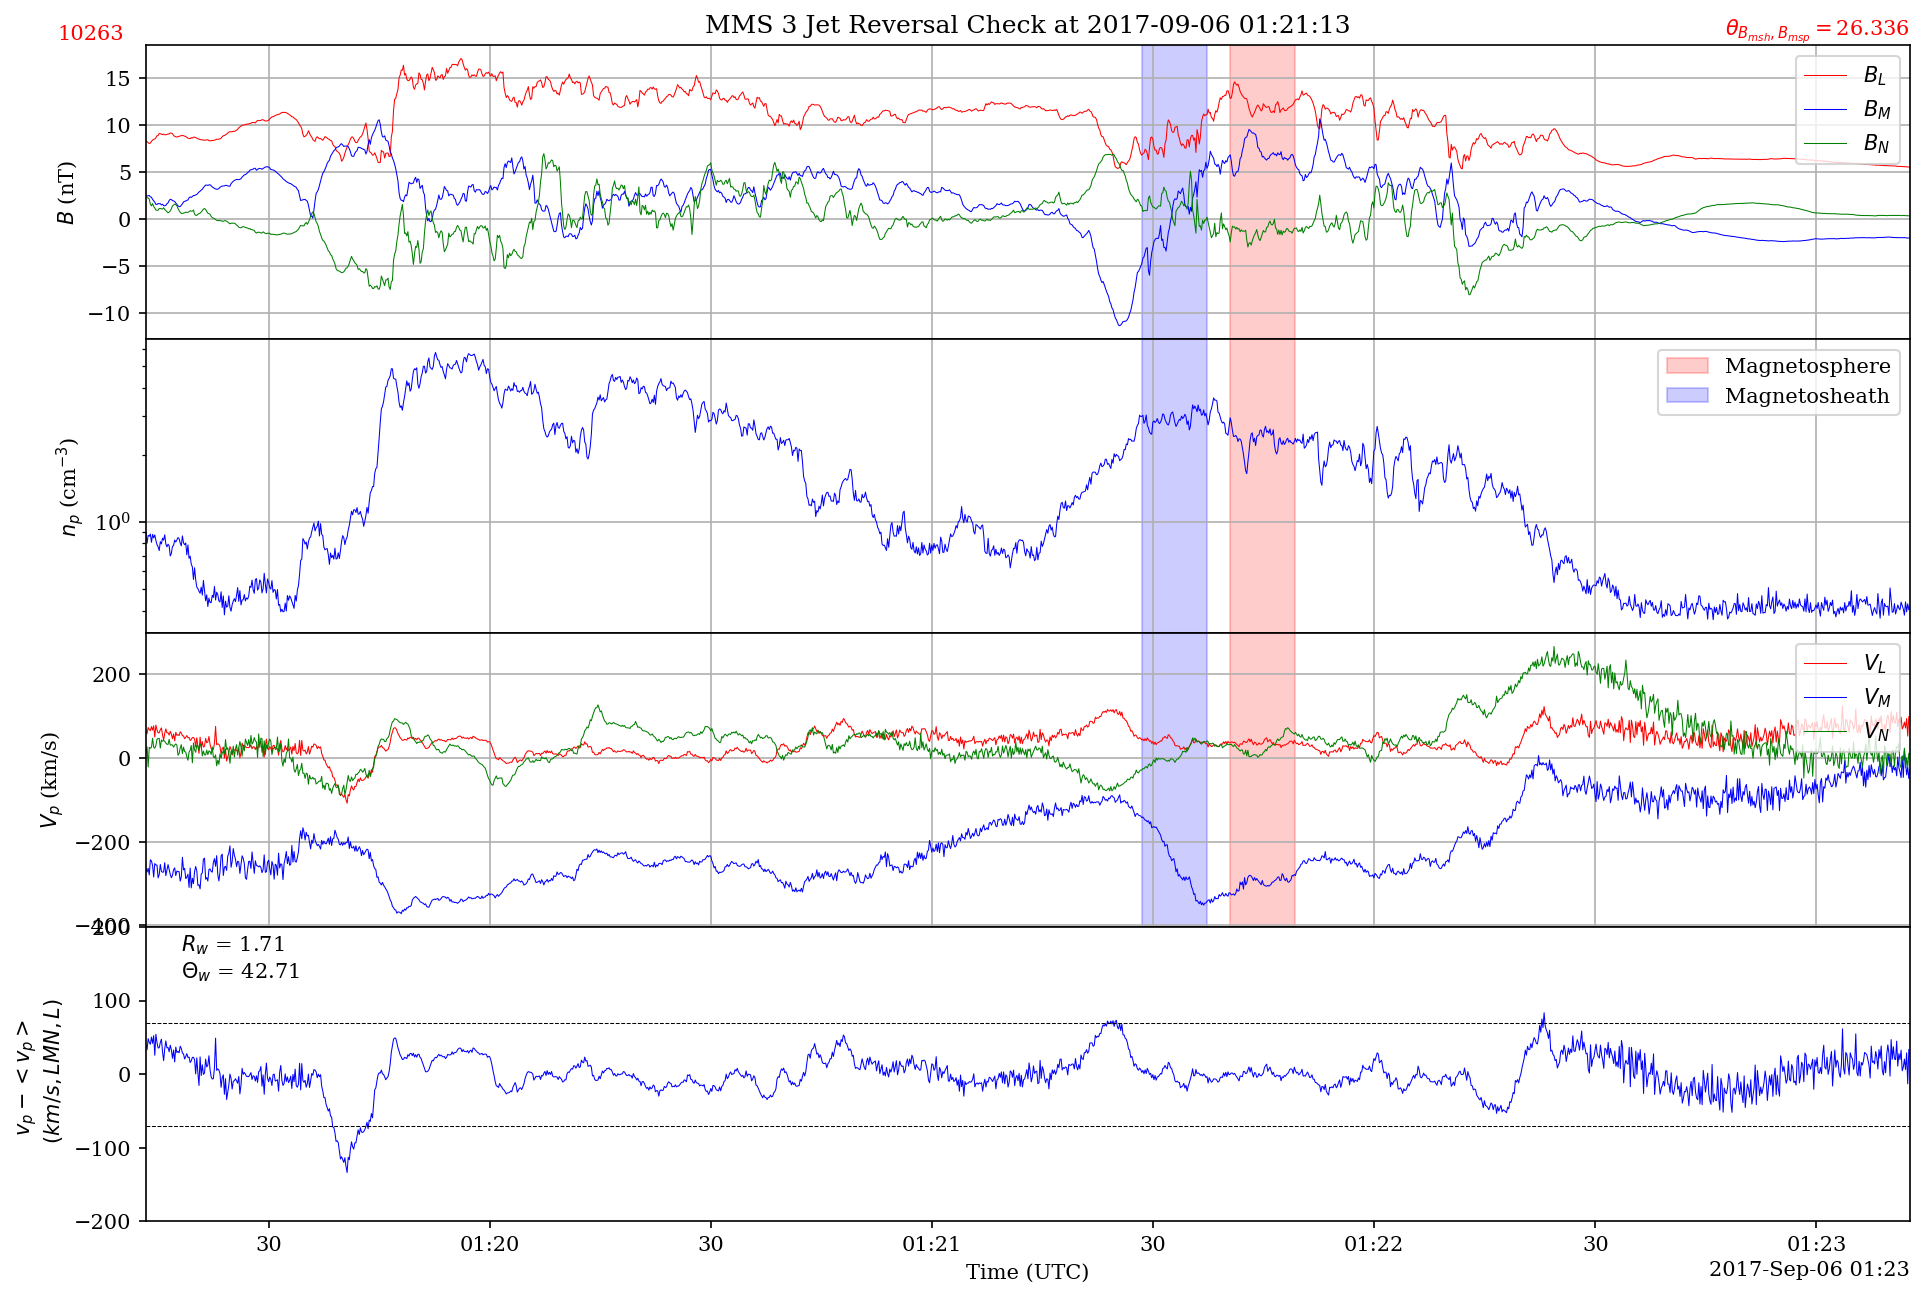 MMS 3 Jet Reversal Check at 2017-09-06 01:21:13
10263
θ_{B_{msh}, B_{msp}} = 26.336
B (nT)
15
10
5
0
−5
−10
B_L
B_M
B_N
n_p (cm^{−3})
10^0
Magnetosphere
Magnetosheath
V_p (km/s)
200
0
−200
−400
V_L
V_M
V_N
v_p − < v_p >
(km/s, LMN, L)
200
100
0
−100
−200
R_w = 1.71
Θ_w = 42.71
30
01:20
30
01:21
30
01:22
30
01:23
Time (UTC)
2017-Sep-06 01:23